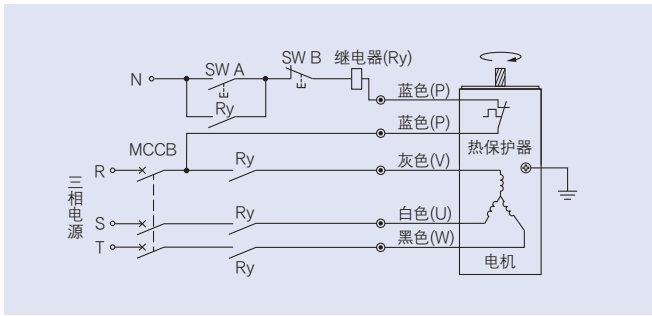 SW B 继电器(Ry)
N SW A
蓝色(P)
Ry
蓝色(P)
MCCB
热保护器
R Ry 灰色(V)
三相电源
S Ry 白色(U)
T 黑色(W)
Ry
电机